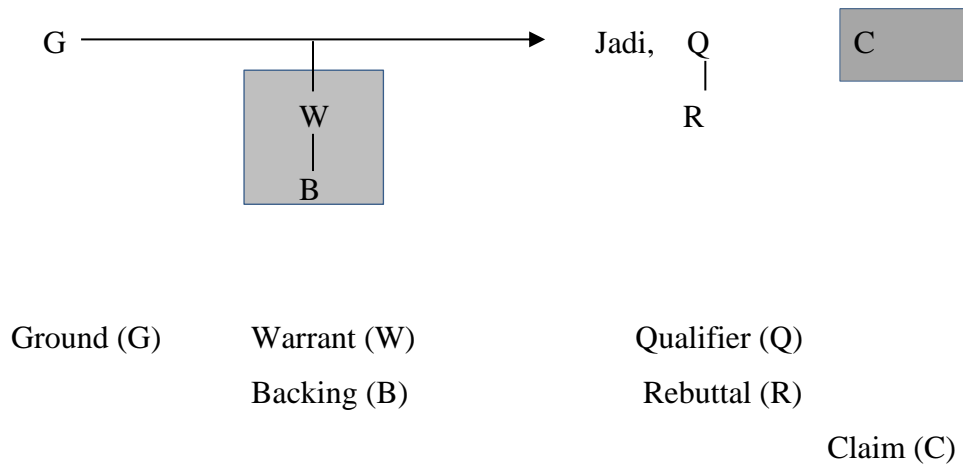 G Jadi, Q C
W R
B
Ground (G) Warrant (W) Qualifier (Q)
Backing (B) Rebuttal (R)
Claim (C)